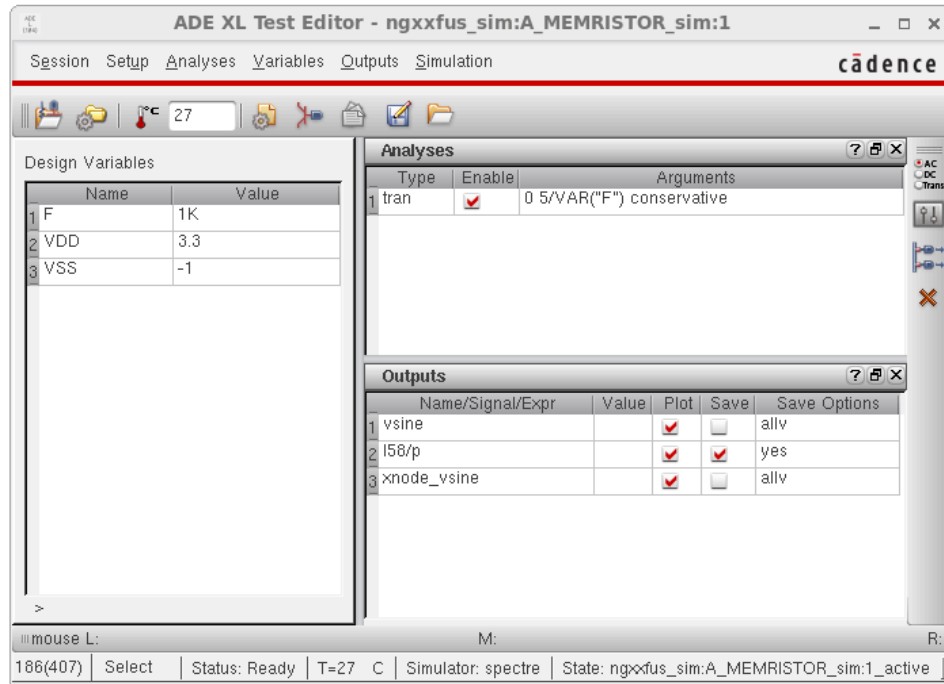 ADE XL Test Editor - ngxxfus_sim:A_MEMRISTOR_sim:1
Session Setup Analyses Variables Outputs Simulation
cādence
°C 27
Design Variables
Name Value
1 F 1K
2 VDD 3.3
3 VSS -1
>
Analyses
Type Enable Arguments
1 tran 0 5/VAR("F") conservative
AC
DC
Trans
Outputs
Name/Signal/Expr Value Plot Save Save Options
1 vsine allv
2 I58/p yes
3 xnode_vsine allv
mouse L: M: R:
186(407) Select Status: Ready T=27 C Simulator: spectre State: ngxxfus_sim:A_MEMRISTOR_sim:1_active